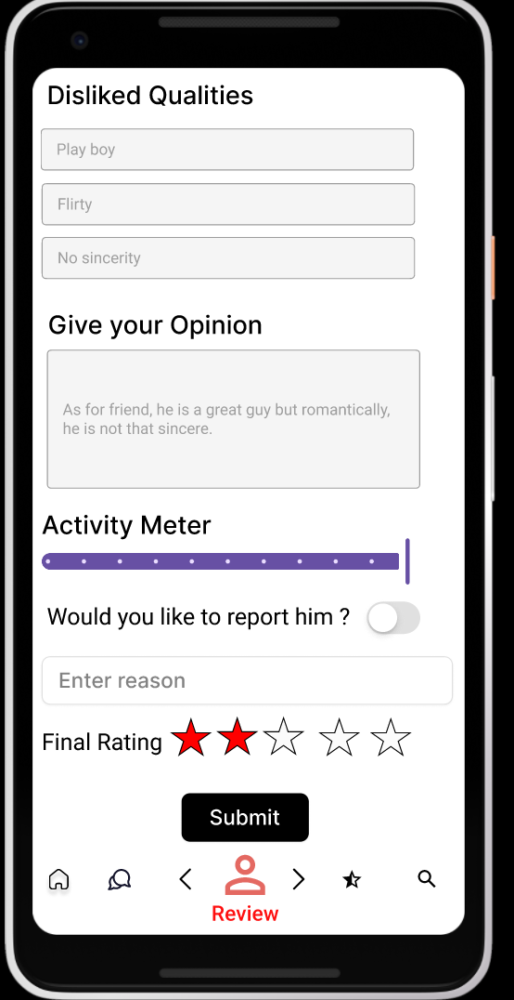 Disliked Qualities
Play boy
Flirty
No sincerity
Give your Opinion
As for friend, he is a great guy but romantically,
he is not that sincere.
Activity Meter
Would you like to report him ?
Enter reason
Final Rating
Submit
Review